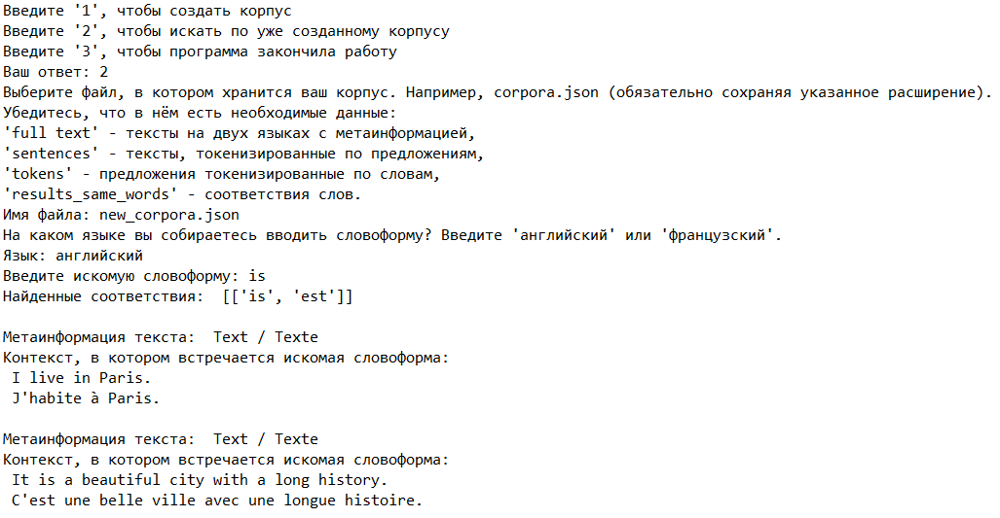 Введите '1', чтобы создать корпус
Введите '2', чтобы искать по уже созданному корпусу
Введите '3', чтобы программа закончила работу
Ваш ответ: 2
Выберите файл, в котором хранится ваш корпус. Например, corpora.json (обязательно сохраняя указанное расширение).
Убедитесь, что в нём есть необходимые данные:
'full text' - тексты на двух языках с метаинформацией,
'sentences' - тексты, токенизированные по предложениям,
'tokens' - предложения токенизированные по словам,
'results_same_words' - соответствия слов.
Имя файла: new_corpora.json
На каком языке вы собираетесь вводить словоформу? Введите 'английский' или 'французский'.
Язык: английский
Введите искомую словоформу: is
Найденные соответствия:  [['is', 'est']]
Метаинформация текста:  Text / Texte
Контекст, в котором встречается искомая словоформа:
I live in Paris.
J'habite à Paris.
Метаинформация текста:  Text / Texte
Контекст, в котором встречается искомая словоформа:
It is a beautiful city with a long history.
C'est une belle ville avec une longue histoire.